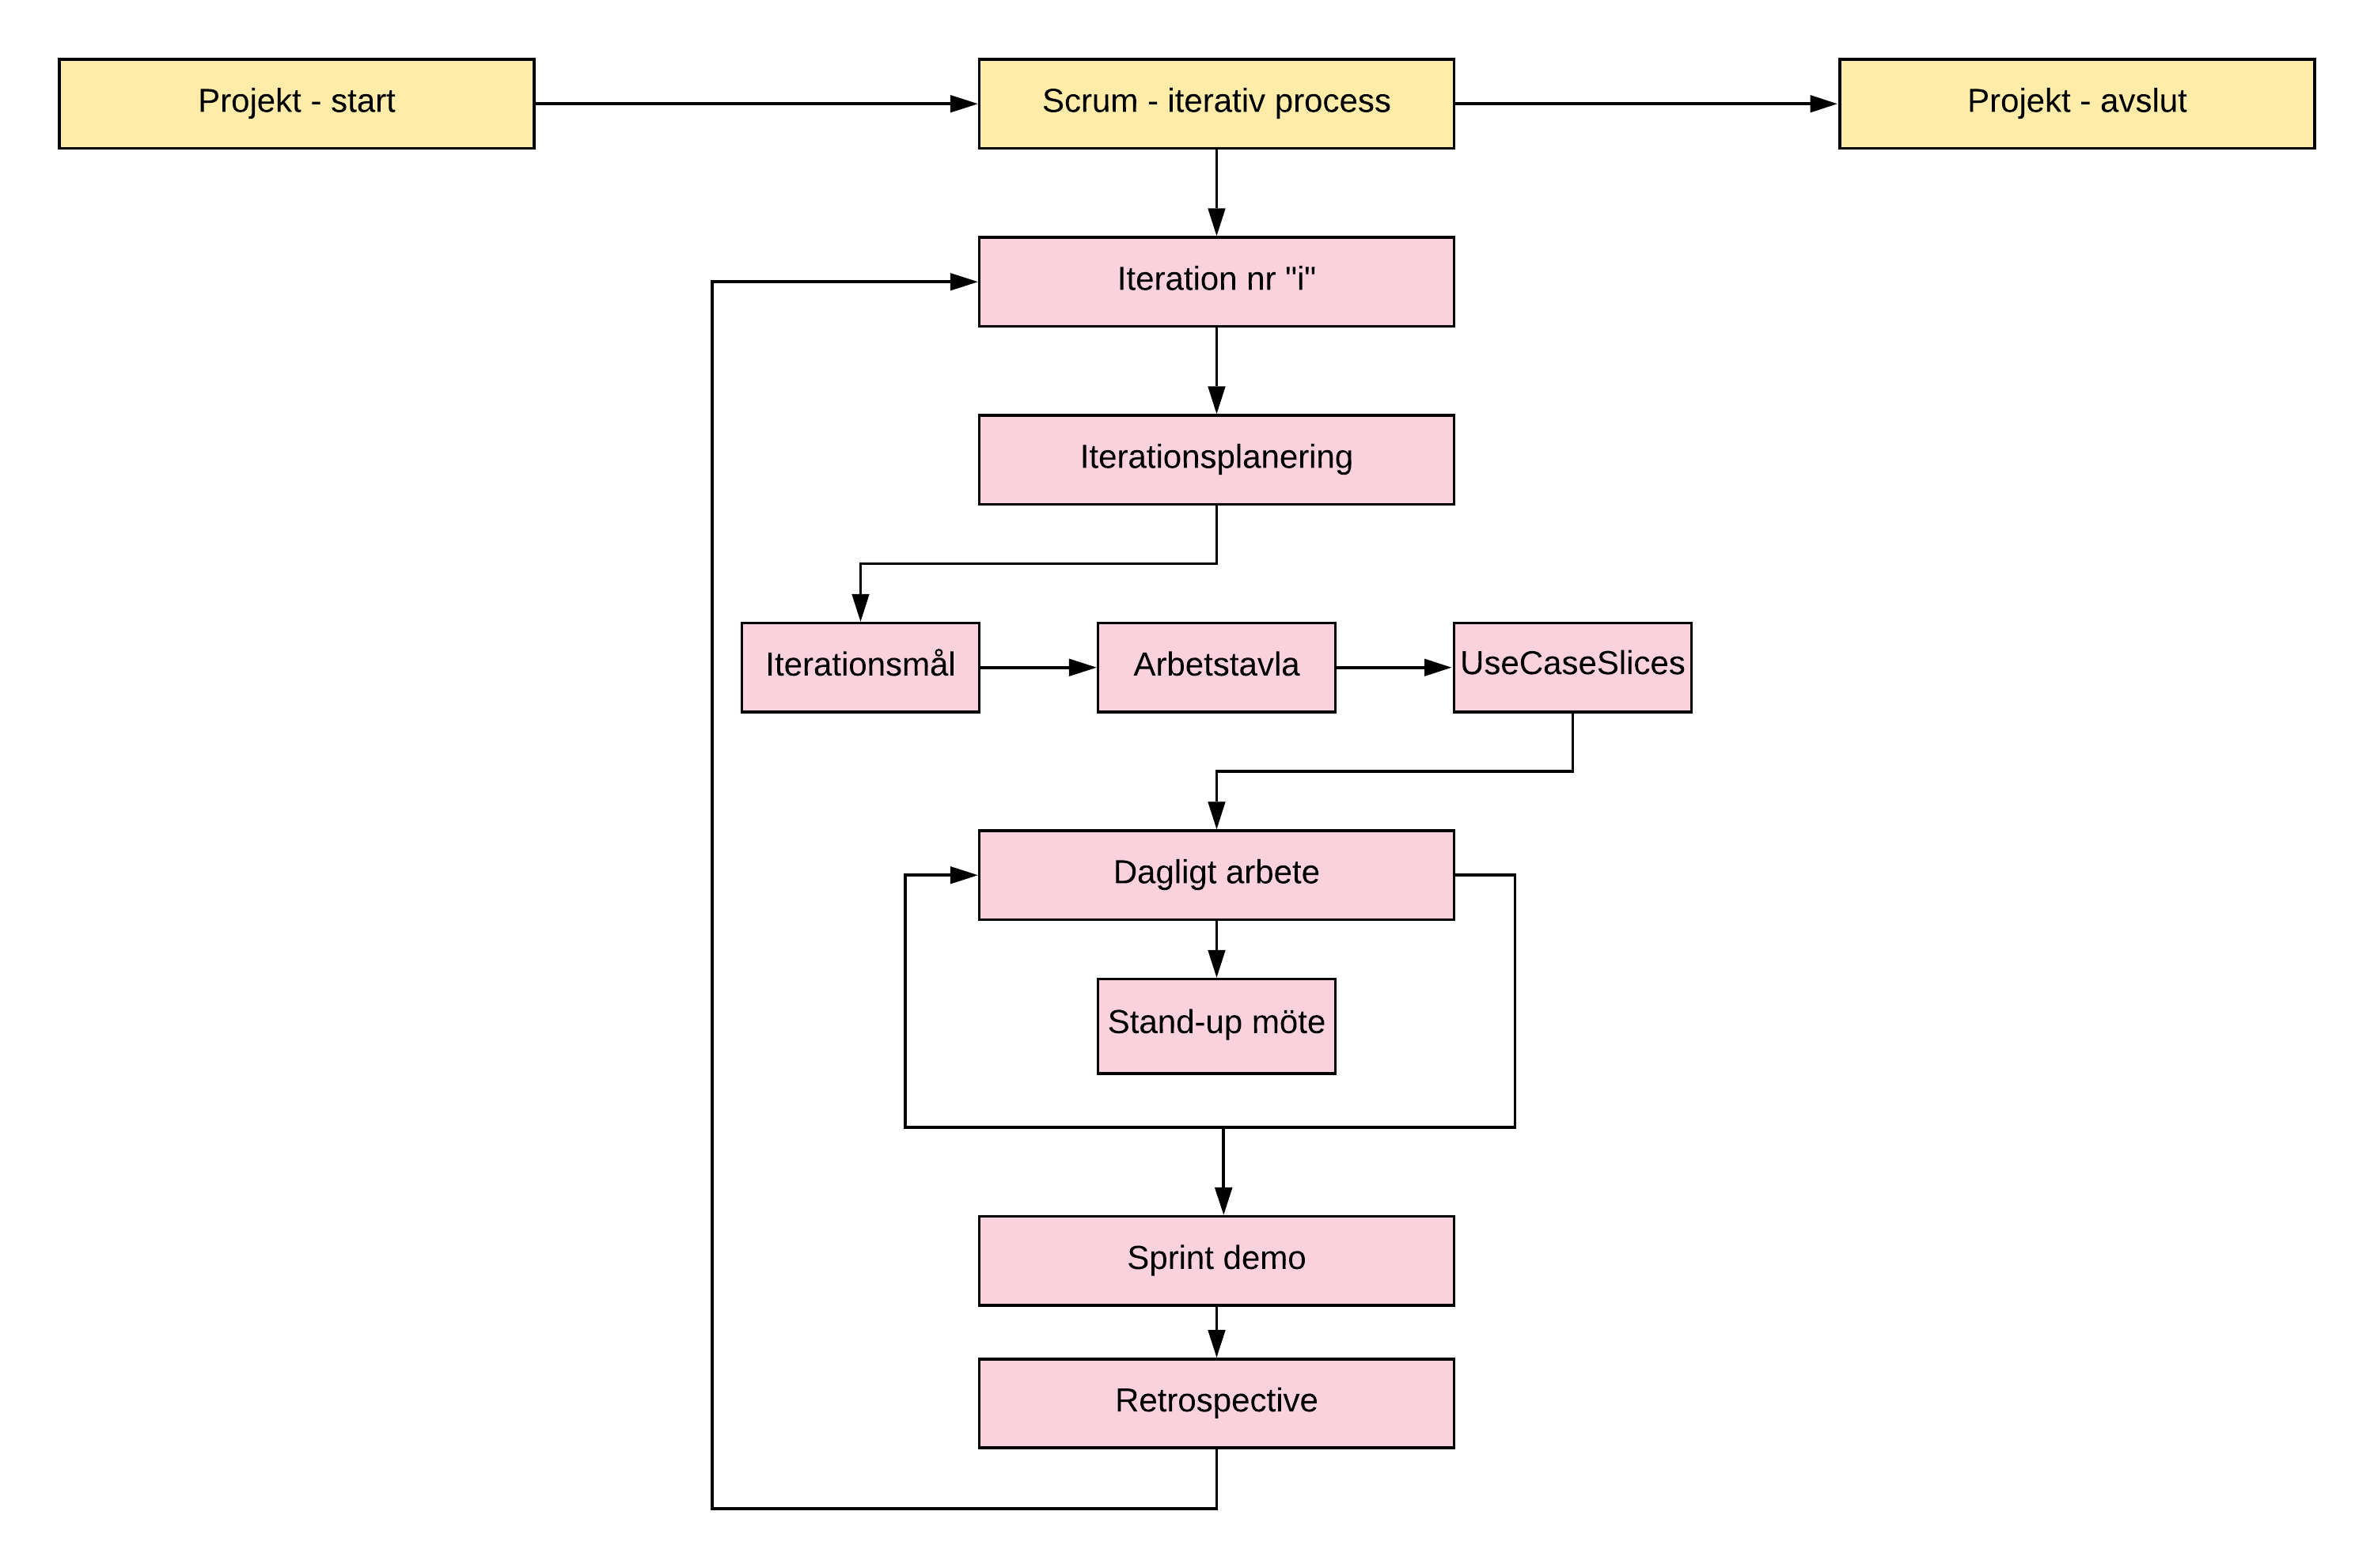 Projekt - start
Scrum - iterativ process
Projekt - avslut
Iteration nr "i"
Iterationsplanering
Iterationsmål
Arbetstavla
UseCaseSlices
Dagligt arbete
Stand-up möte
Sprint demo
Retrospective